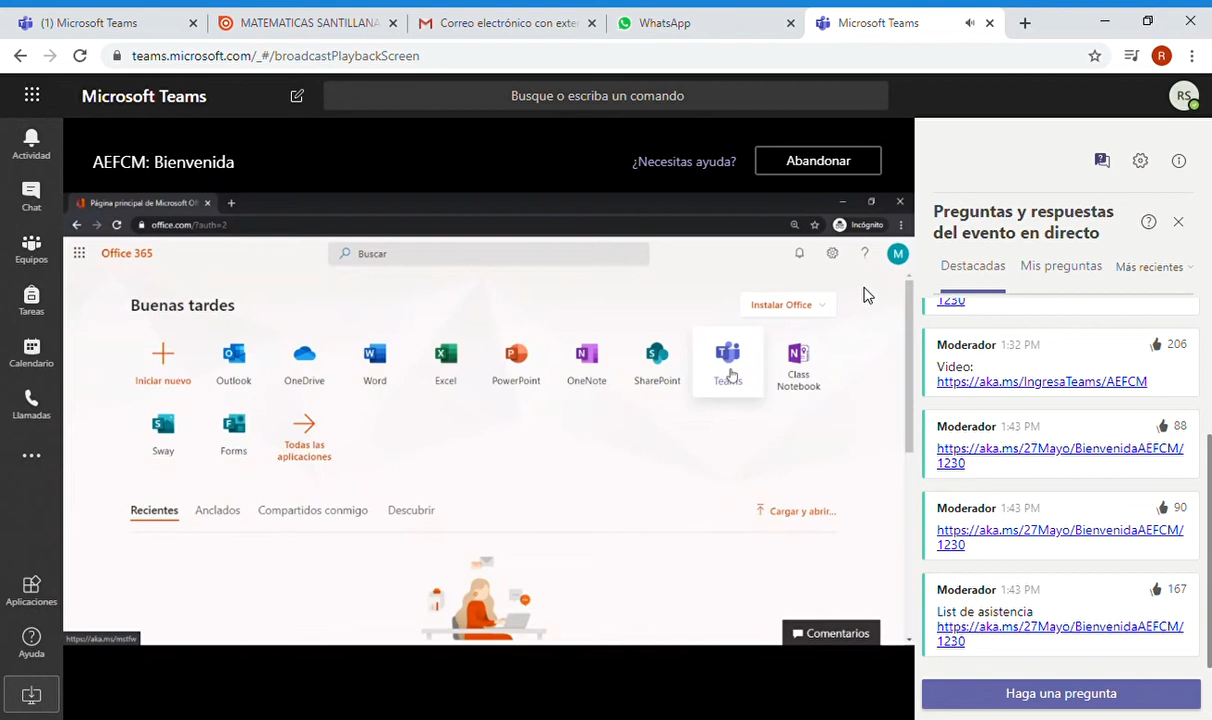 (1) Microsoft Teams
MATEMATICAS SANTILLANA
Correo electrónico con exter
WhatsApp
Microsoft Teams
teams.microsoft.com/_#/broadcastPlaybackScreen
R
Microsoft Teams
Busque o escriba un comando
RS
Actividad
Chat
Equipos
Tareas
Calendario
Llamadas
Aplicaciones
Ayuda
AEFCM: Bienvenida
¿Necesitas ayuda?
Abandonar
Página principal de Microsoft Of
office.com/?auth=2
Incógnito
Office 365
Buscar
M
Buenas tardes
Instalar Office
Iniciar nuevo
Outlook
OneDrive
Word
Excel
PowerPoint
OneNote
SharePoint
Teams
Class
Notebook
Sway
Forms
Todas las
aplicaciones
Recientes
Anclados
Compartidos conmigo
Descubrir
Cargar y abrir...
https://aka.ms/mstfw
Comentarios
Preguntas y respuestas
del evento en directo
Destacadas
Mis preguntas
Más recientes
1230
Moderador 1:32 PM 206
Video:
https://aka.ms/IngresaTeams/AEFCM
Moderador 1:43 PM 88
https://aka.ms/27Mayo/BienvenidaAEFCM/
1230
Moderador 1:43 PM 90
https://aka.ms/27Mayo/BienvenidaAEFCM/
1230
Moderador 1:43 PM 167
List de asistencia
https://aka.ms/27Mayo/BienvenidaAEFCM/
1230
Haga una pregunta